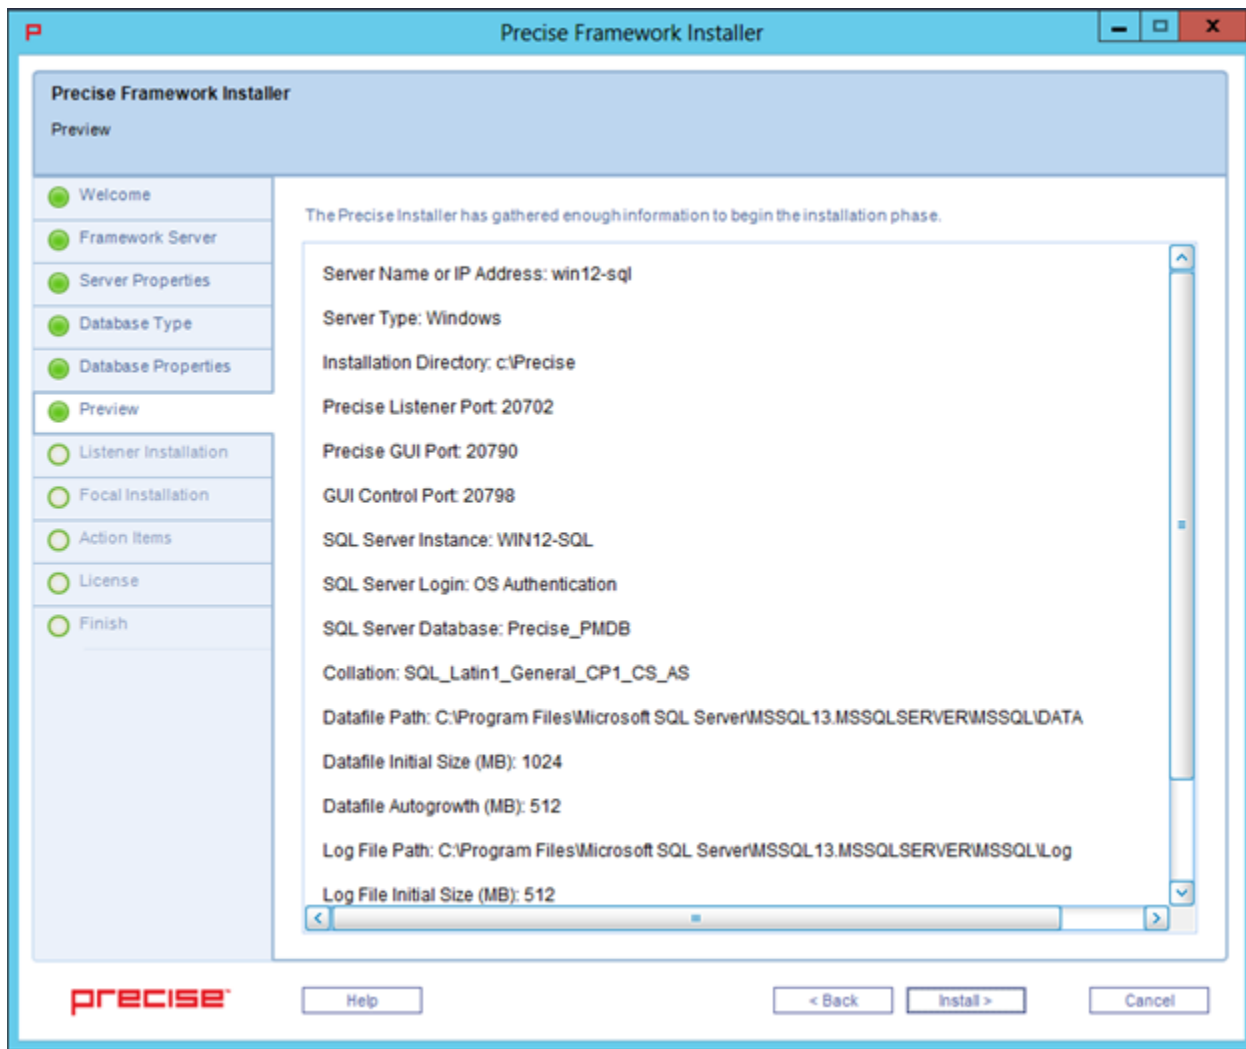 P
Precise Framework Installer
Precise Framework Installer
Preview
Welcome
Framework Server
Server Properties
Database Type
Database Properties
Preview
Listener Installation
Focal Installation
Action Items
License
Finish
The Precise Installer has gathered enough information to begin the installation phase.
Server Name or IP Address: win12-sql
Server Type: Windows
Installation Directory: c:\Precise
Precise Listener Port: 20702
Precise GUI Port: 20790
GUI Control Port: 20798
SQL Server Instance: WIN12-SQL
SQL Server Login: OS Authentication
SQL Server Database: Precise_PMDB
Collation: SQL_Latin1_General_CP1_CS_AS
Datafile Path: C:\Program Files\Microsoft SQL Server\MSSQL13.MSSQLSERVER\MSSQL\DATA
Datafile Initial Size (MB): 1024
Datafile Autogrowth (MB): 512
Log File Path: C:\Program Files\Microsoft SQL Server\MSSQL13.MSSQLSERVER\MSSQL\Log
Log File Initial Size (MB): 512
precise
Help
< Back
Install >
Cancel